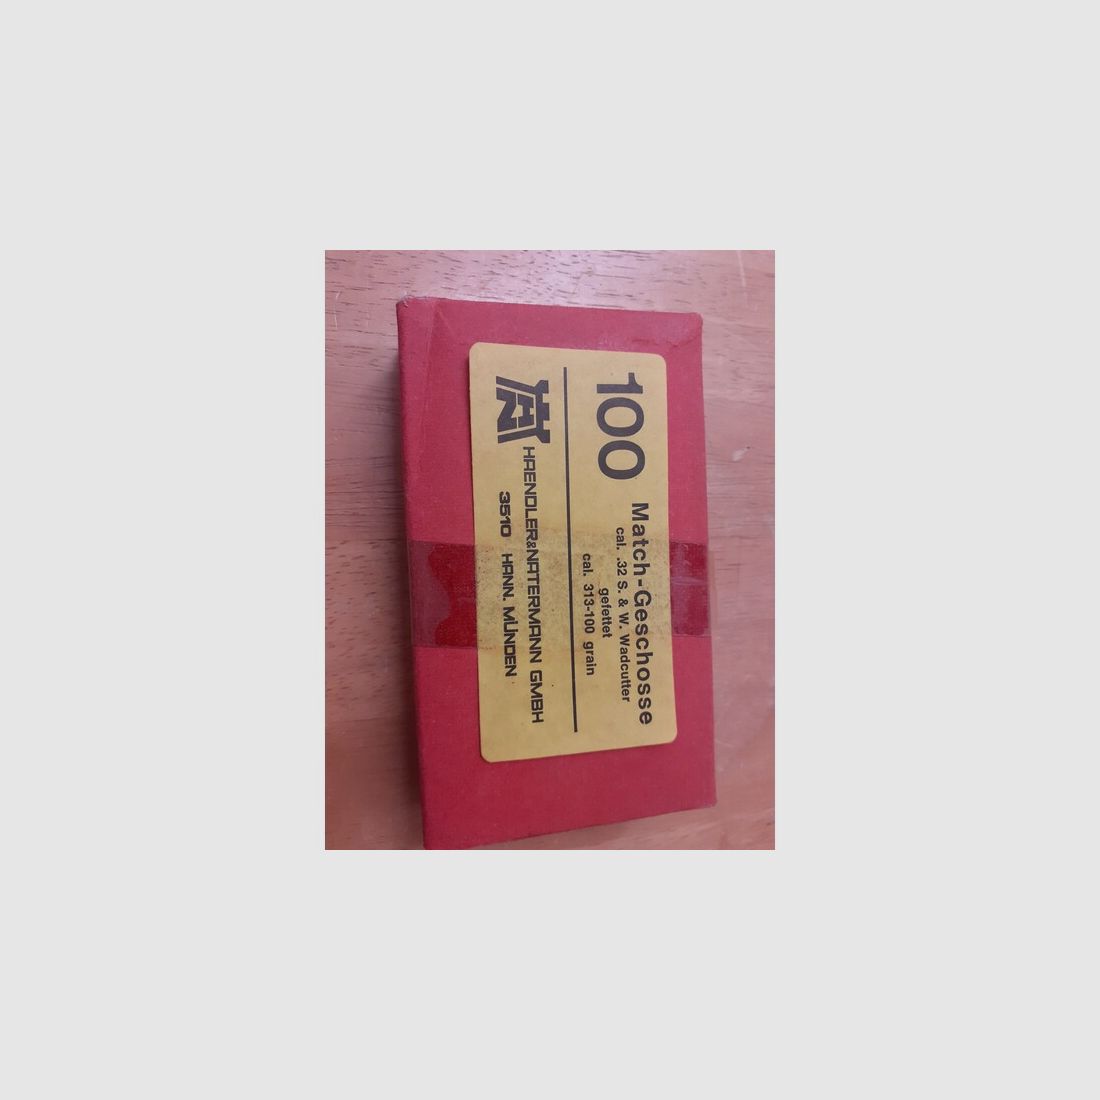 100 Match-Geschosse
cal. .32 S. & W. Wadcutter
gefettet
cal. 313-100 grain
HAENDLER&NATERMANN GMBH
3510 HANN. MÜNDEN